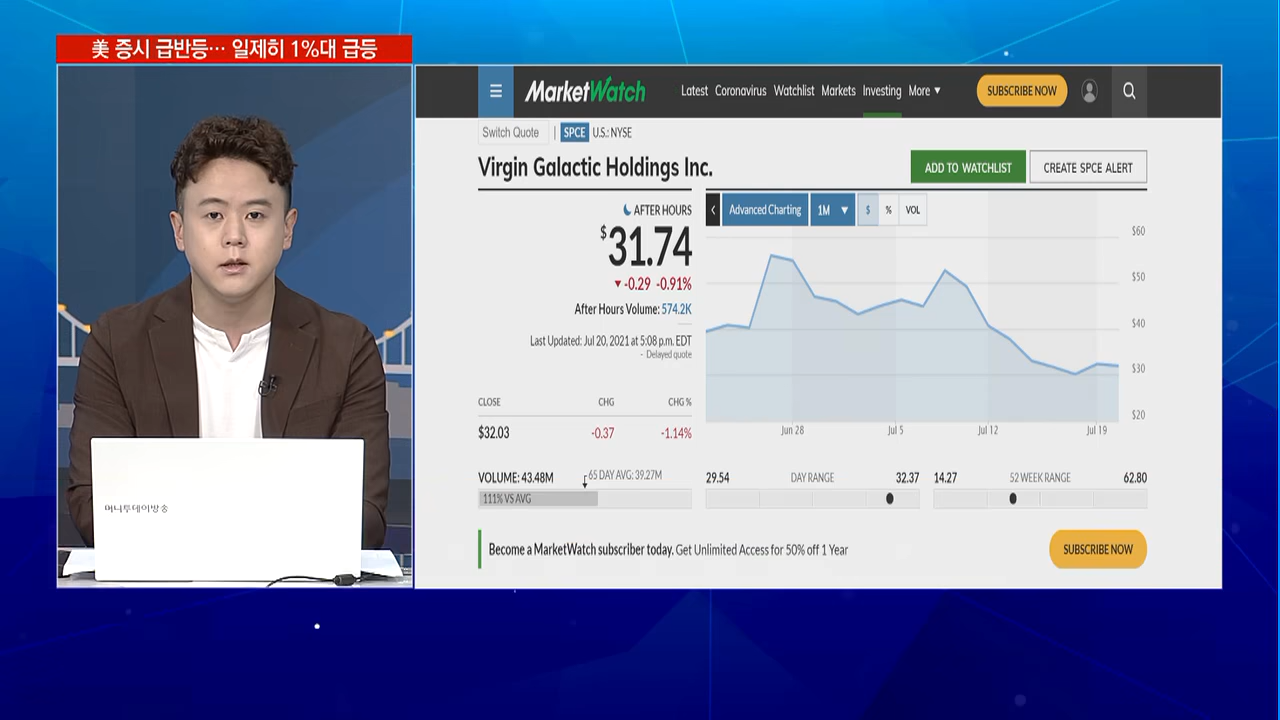 美 증시 급반등… 일제히 1%대 급등
머니투데이방송
MarketWatch
Latest Coronavirus Watchlist Markets Investing More ▼
SUBSCRIBE NOW
Switch Quote | SPCE U.S.: NYSE
Virgin Galactic Holdings Inc.
ADD TO WATCHLIST CREATE SPCE ALERT
AFTER HOURS
$31.74
▼ -0.29 -0.91%
After Hours Volume: 574.2K
Last Updated: Jul 20, 2021 at 5:08 p.m. EDT
- Delayed quote
CLOSE CHG CHG %
$32.03 -0.37 -1.14%
Advanced Charting 1M ▼ $ % VOL
$60
$50
$40
$30
$20
Jun 28 Jul 5 Jul 12 Jul 19
VOLUME: 43.48M 65 DAY AVG: 39.27M
111% VS AVG
29.54 DAY RANGE 32.37
14.27 52 WEEK RANGE 62.80
Become a MarketWatch subscriber today. Get Unlimited Access for 50% off 1 Year
SUBSCRIBE NOW